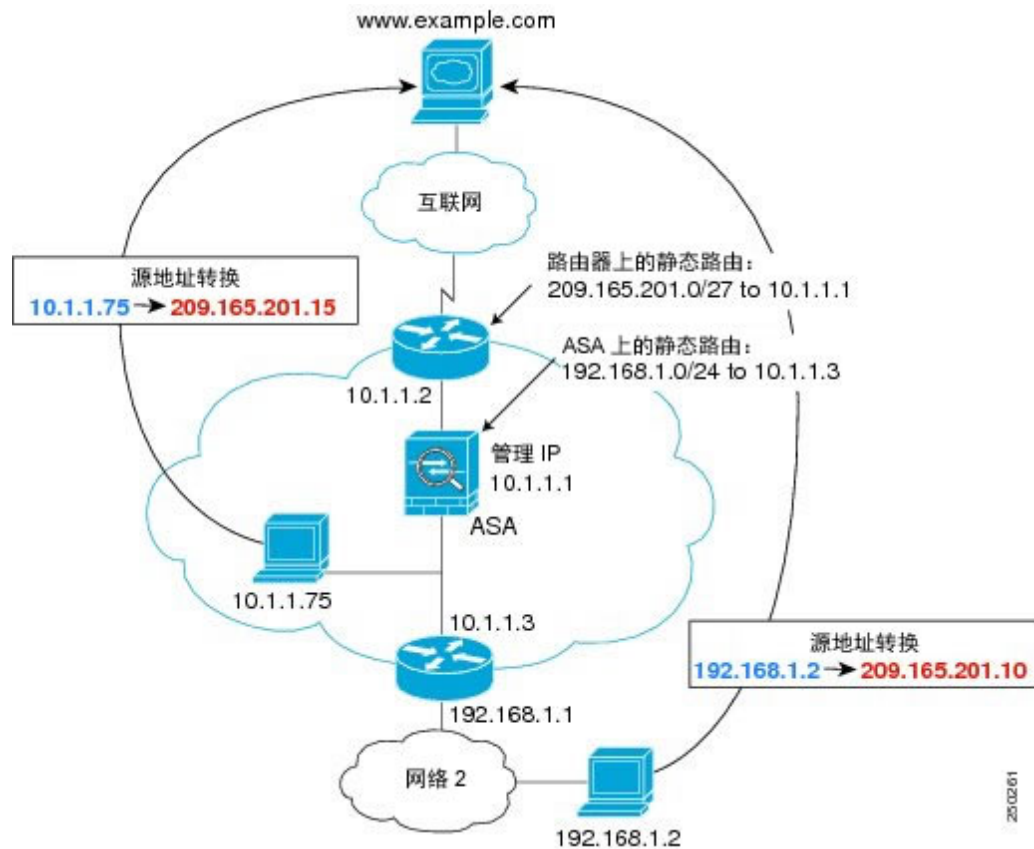 www.example.com
互联网
源地址转换
10.1.1.75 → 209.165.201.15
路由器上的静态路由：
209.165.201.0/27 to 10.1.1.1
ASA 上的静态路由：
192.168.1.0/24 to 10.1.1.3
10.1.1.2
管理 IP
10.1.1.1
ASA
10.1.1.75
10.1.1.3
源地址转换
192.168.1.2 → 209.165.201.10
192.168.1.1
网络 2
192.168.1.2
250261